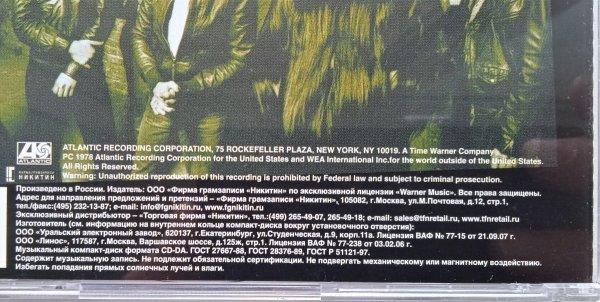 ATLANTIC RECORDING CORPORATION, 75 ROCKEFELLER PLAZA, NEW YORK, NY 10019. A Time Warner Company
PC 1978 Atlantic Recording Corporation for the United States and WEA International Inc.for the world outside of the United States.
All Rights Reserved.
Warning: Unauthorized reproduction of this recording is prohibited by Federal law and subject to criminal prosecution.
ATLANTIC
НИКИТИН
Произведено в России. Издатель: ООО «Фирма грамзаписи «Никитин» по эксклюзивной лицензии «Warner Music». Все права защищены.
Адрес для направления предложений и претензий – «Фирма грамзаписи «Никитин», 105082, г.Москва, Россия, ул.М.Почтовая, д.12, стр.1,
тел./факс:(495) 232-13-87; e-mail: info@fgnikitin.ru, www.fgnikitin.ru
Эксклюзивный дистрибьютор – «Торговая фирма «Никитин», тел.:(499) 265-49-07, 265-49-18; e-mail: sales@tfnretail.ru, www.tfnretail.ru
Изготовитель (см. информацию на внутреннем кольце компакт-диска вокруг установочного отверстия):
ООО «Уральский электронный завод», 620137, г.Екатеринбург, ул.Студенческая, д.9, корп.11а. Лицензия ВАФ № 77-15 от 21.09.07 г.
ООО «Линос», 117587, г.Москва, Варшавское шоссе, д.125ж, стр.1. Лицензия ВАФ № 77-238 от 03.02.06 г.
Музыкальный компакт-диск формата CD-DA. ГОСТ 27667-88, ГОСТ 28376-89, ГОСТ Р 51121-97.
Содержит музыкальную запись. Не подлежит обязательной сертификации. Не подвергать механическому или магнитному воздействию.
Избегать попадания прямых солнечных лучей и влаги.